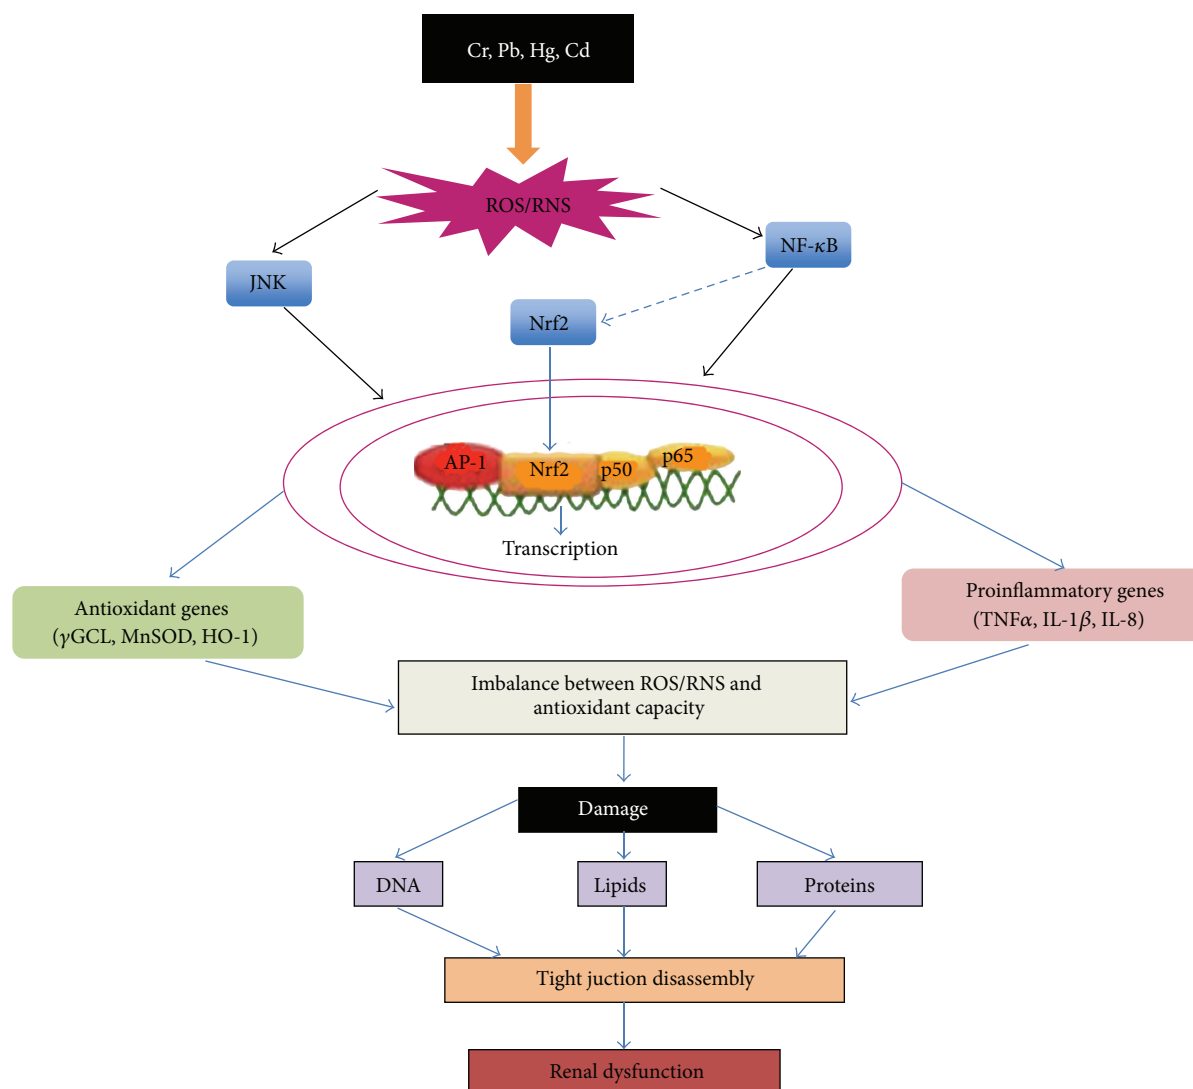 Cr, Pb, Hg, Cd
ROS/RNS
NF-κB
JNK
Nrf2
AP-1
Nrf2
p50
p65
Transcription
Antioxidant genes
(γGCL, MnSOD, HO-1)
Proinflammatory genes
(TNFα, IL-1β, IL-8)
Imbalance between ROS/RNS and
antioxidant capacity
Damage
DNA
Lipids
Proteins
Tight juction disassembly
Renal dysfunction